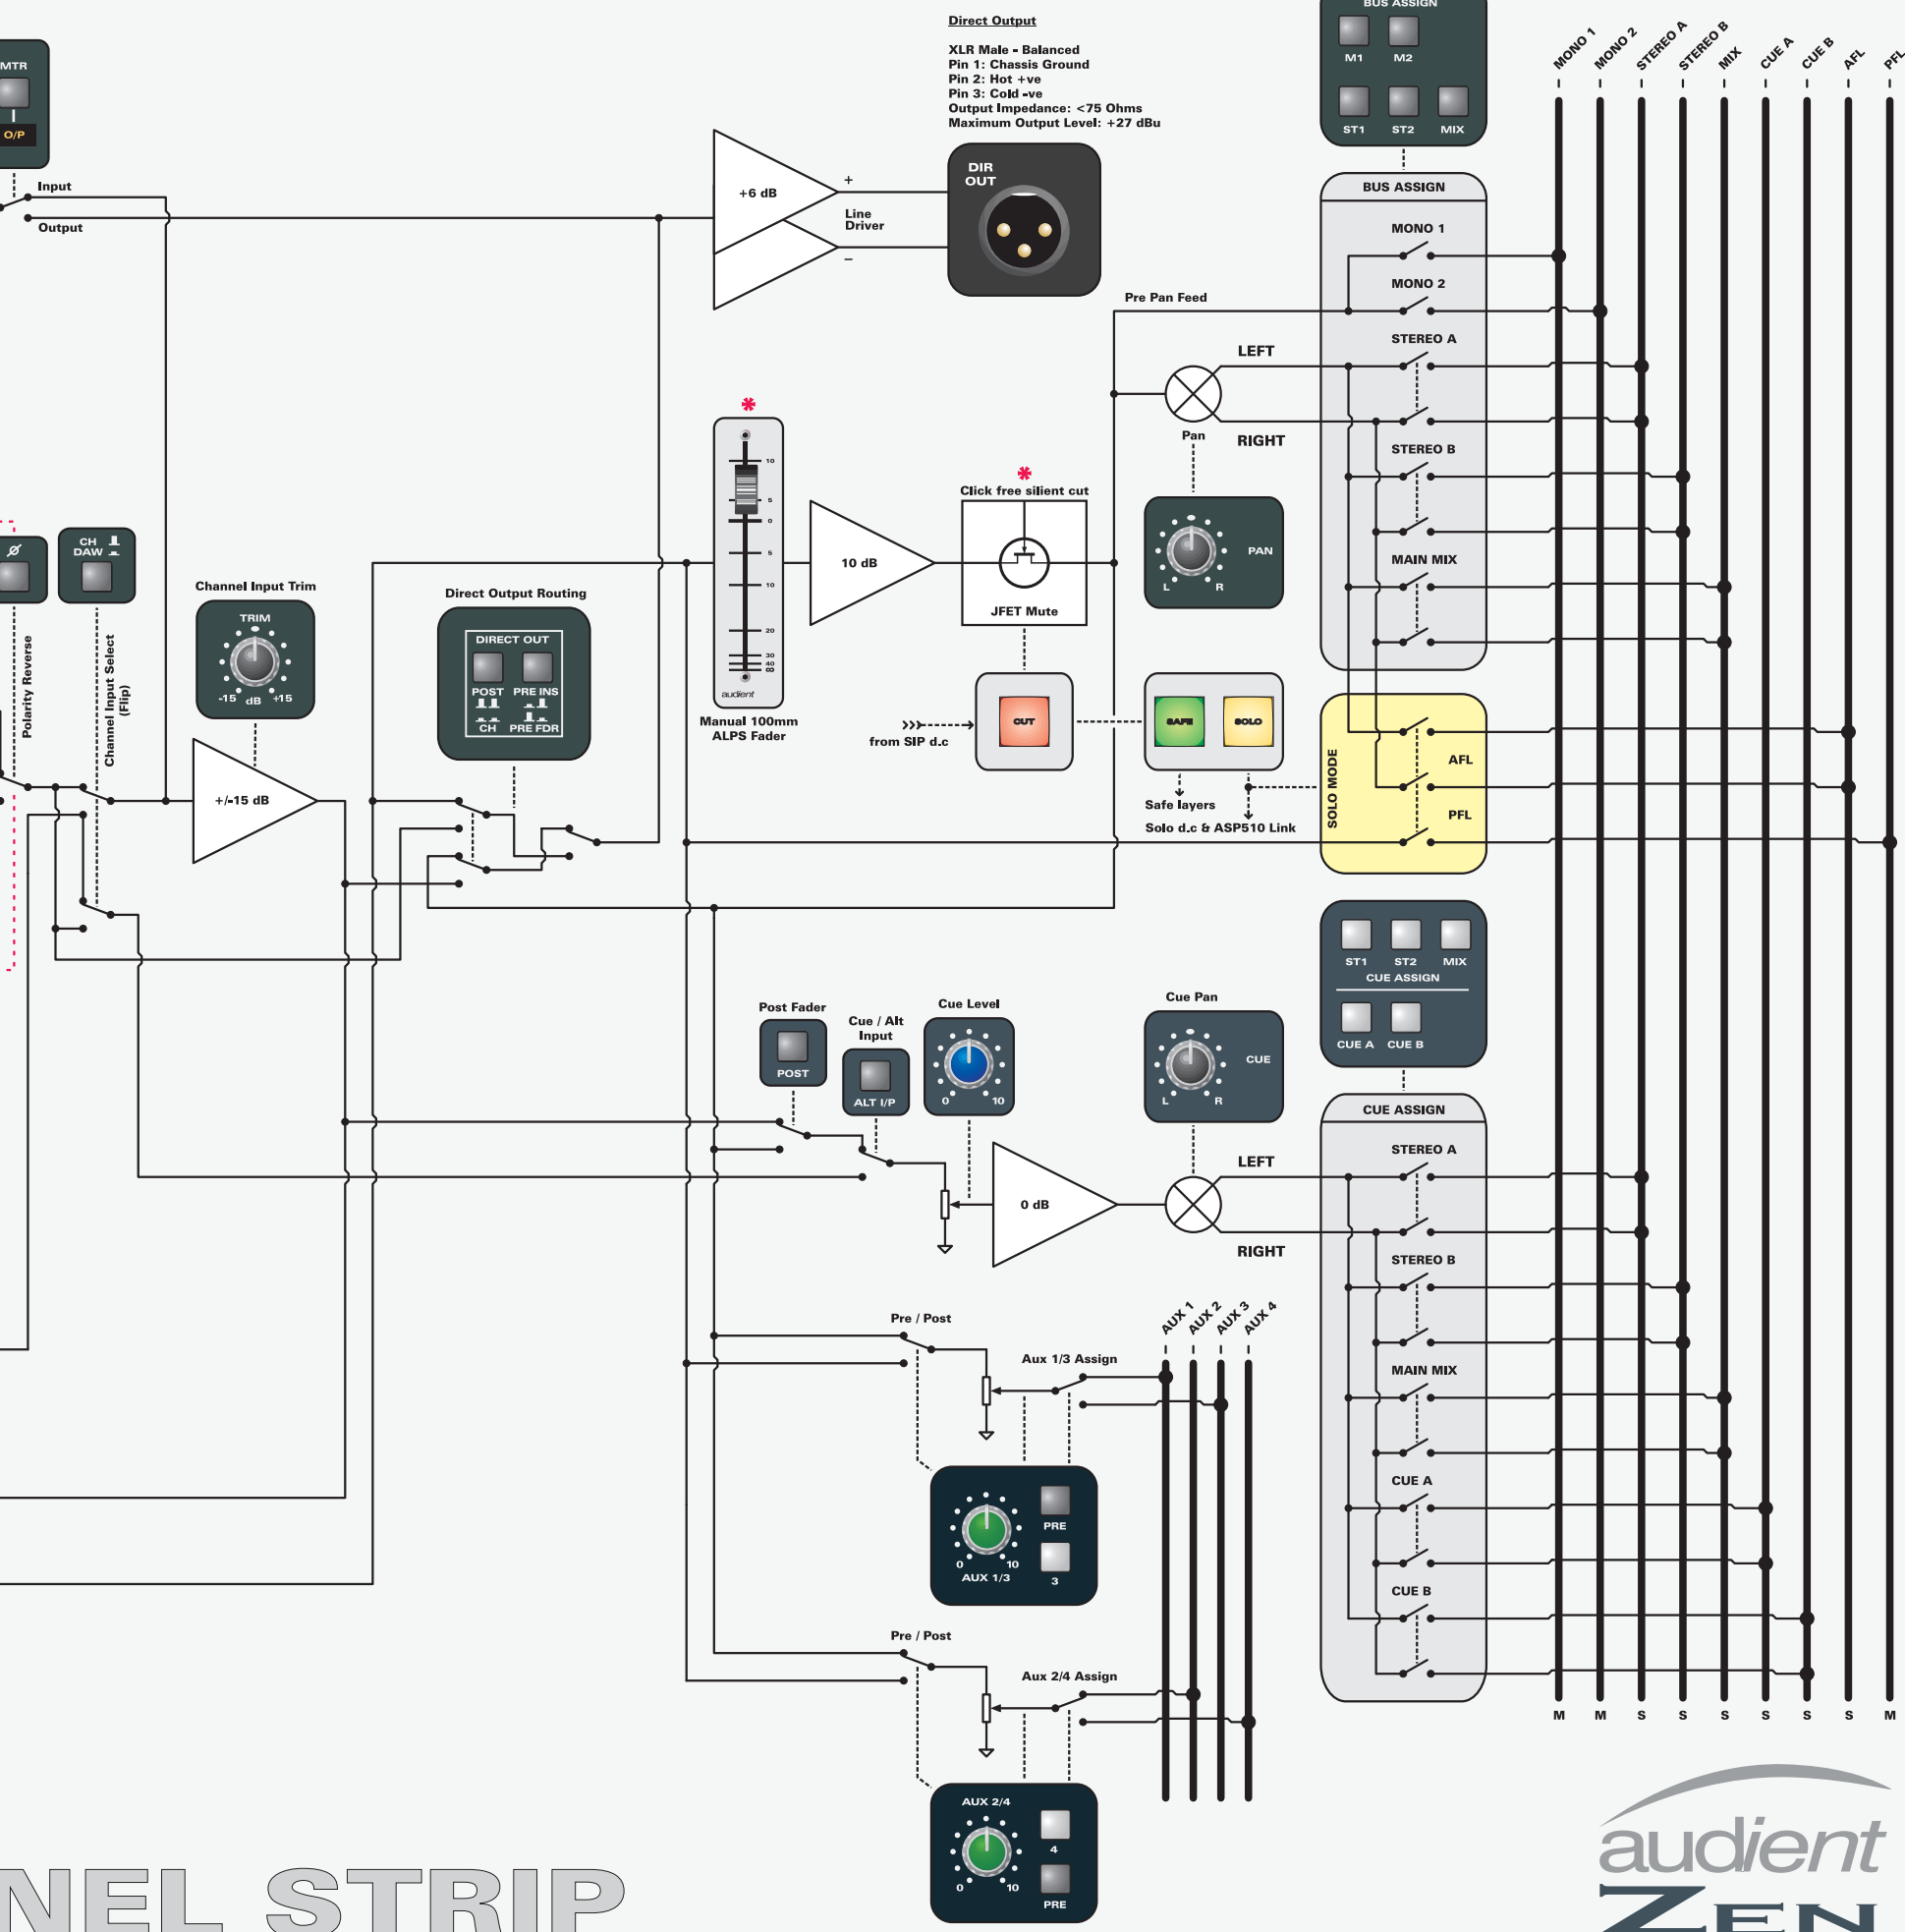 Direct Output
XLR Male - Balanced
Pin 1: Chassis Ground
Pin 2: Hot +ve
Pin 3: Cold -ve
Output Impedance: <75 Ohms
Maximum Output Level: +27 dBu
BUS ASSIGN
M1 M2
ST1 ST2 MIX
MONO 1
MONO 2
STEREO A
STEREO B
MIX
CUE A
CUE B
AFL
PFL
MTR
O/P
Input
Output
+6 dB
+
Line
Driver
–
DIR
OUT
BUS ASSIGN
MONO 1
MONO 2
STEREO A
STEREO B
MAIN MIX
Pre Pan Feed
LEFT
Pan
RIGHT
PAN
L R
*
10
5
0
5
10
20
30
40
∞
audient
Manual 100mm
ALPS Fader
10 dB
*
Click free silient cut
JFET Mute
CUT
from SIP d.c
SAFE
SOLO
Safe layers
Solo d.c & ASP510 Link
SOLO MODE
AFL
PFL
Ø
CH
DAW
Polarity Reverse
Channel Input Select
(Flip)
Channel Input Trim
TRIM
-15 dB +15
+/-15 dB
Direct Output Routing
DIRECT OUT
POST PRE INS
CH PRE FDR
ST1 ST2 MIX
CUE ASSIGN
CUE A CUE B
Post Fader
POST
Cue / Alt
Input
ALT I/P
Cue Level
0 10
Cue Pan
CUE
L R
0 dB
LEFT
RIGHT
CUE ASSIGN
STEREO A
STEREO B
MAIN MIX
CUE A
CUE B
Pre / Post
Aux 1/3 Assign
AUX 1
AUX 2
AUX 3
AUX 4
PRE
0 10
AUX 1/3
3
Pre / Post
Aux 2/4 Assign
AUX 2/4
4
0 10
PRE
M M S S S S S S M
NEL STRIP
audient
ZEN